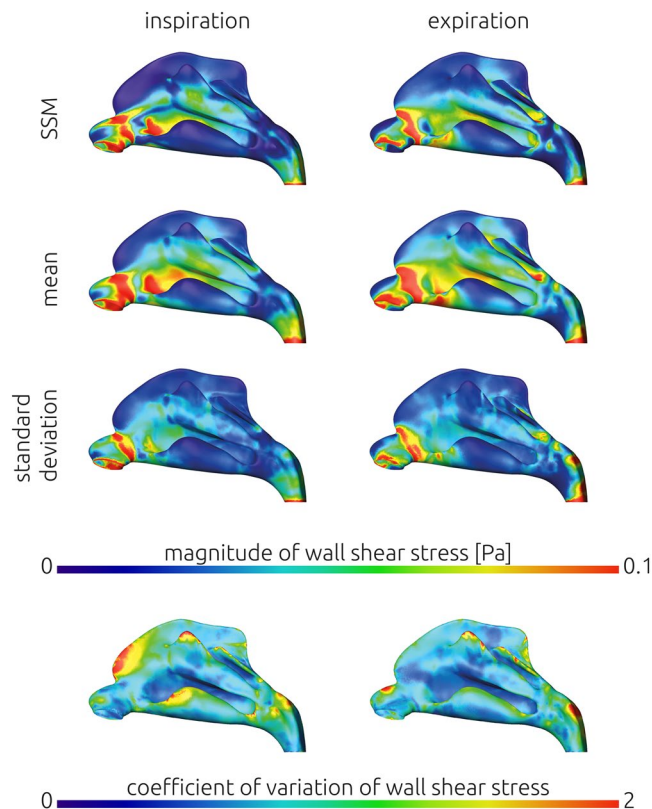 inspiration expiration
SSM
mean
standard
deviation
magnitude of wall shear stress [Pa]
0 0.1
coefficient of variation of wall shear stress
0 2